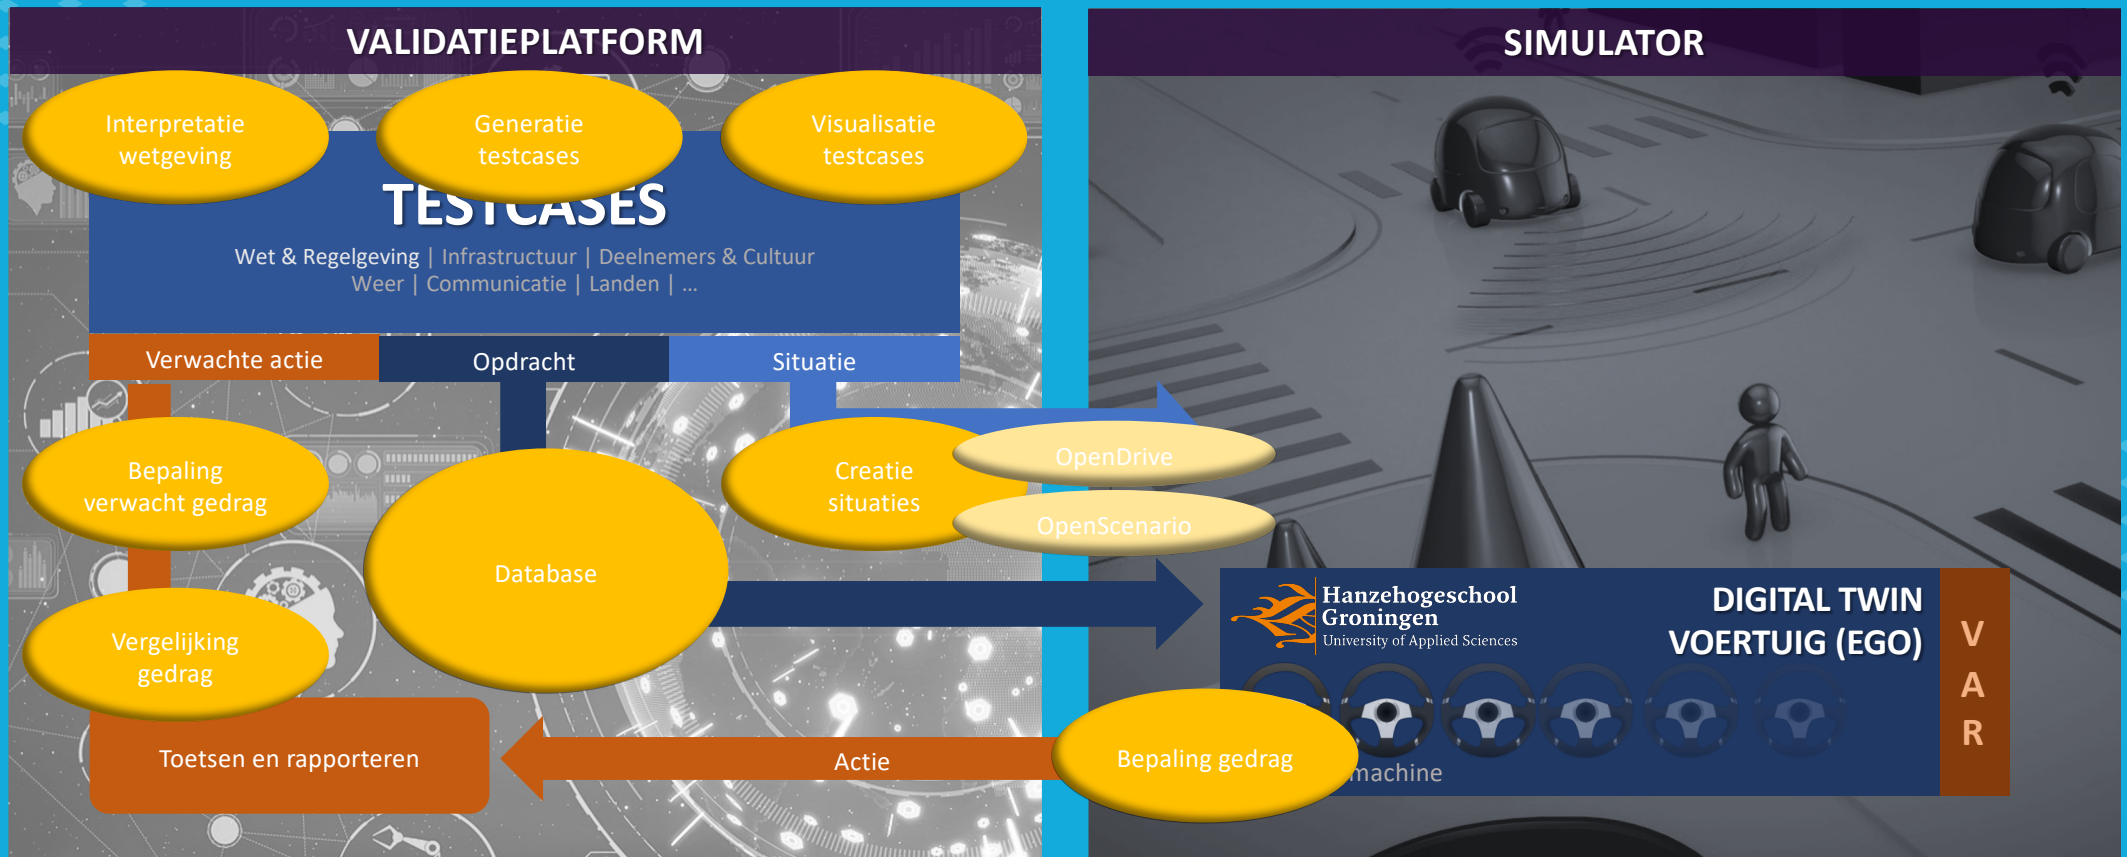 VALIDATIEPLATFORM
Interpretatie
wetgeving
Generatie
testcases
Visualisatie
testcases
TESTCASES
Wet & Regelgeving | Infrastructuur | Deelnemers & Cultuur
Weer | Communicatie | Landen | ...
Verwachte actie
Opdracht
Situatie
Bepaling
verwacht gedrag
Database
Creatie
situaties
OpenDrive
OpenScenario
Vergelijking
gedrag
Toetsen en rapporteren
Actie
SIMULATOR
Hanzehogeschool
Groningen
University of Applied Sciences
DIGITAL TWIN
VOERTUIG (EGO)
V
A
R
Bepaling gedrag
machine